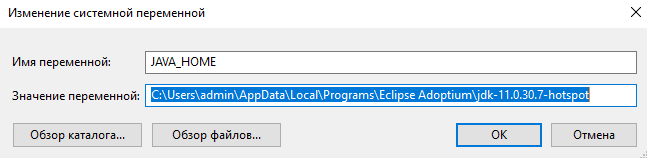 Изменение системной переменной
Имя переменной: JAVA_HOME
Значение переменной: C:\Users\admin\AppData\Local\Programs\Eclipse Adoptium\jdk-11.0.30.7-hotspot
Обзор каталога... Обзор файлов... ОК Отмена